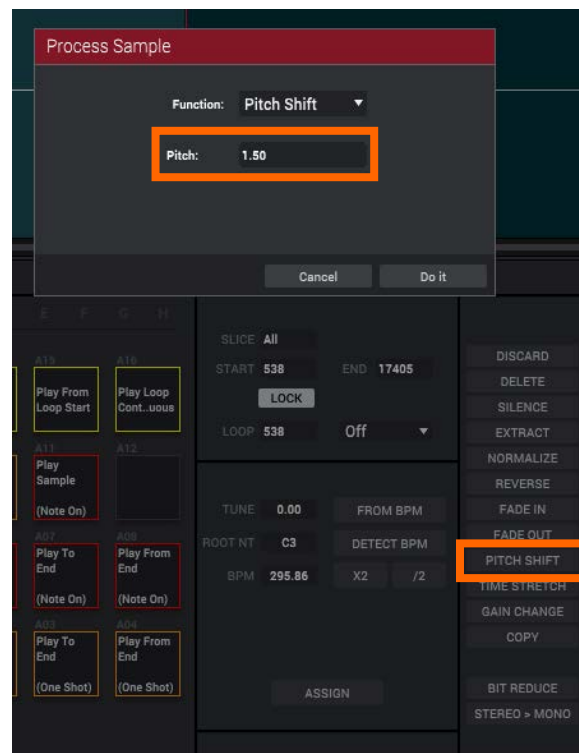 Process Sample
Function: Pitch Shift
Pitch: 1.50
Cancel Do it
E F G H
SLICE All
START 538 END 17405
LOCK
LOOP 538 Off
A15 A16
Play From
Loop Start
Play Loop
Cont..uous
A11 A12
Play
Sample
(Note On)
TUNE 0.00 FROM BPM
ROOT NT C3 DETECT BPM
BPM 295.86 X2 /2
A07 A08
Play To
End
(Note On)
Play From
End
(Note On)
A03 A04
Play To
End
(One Shot)
Play From
End
(One Shot)
ASSIGN
DISCARD
DELETE
SILENCE
EXTRACT
NORMALIZE
REVERSE
FADE IN
FADE OUT
PITCH SHIFT
TIME STRETCH
GAIN CHANGE
COPY
BIT REDUCE
STEREO > MONO